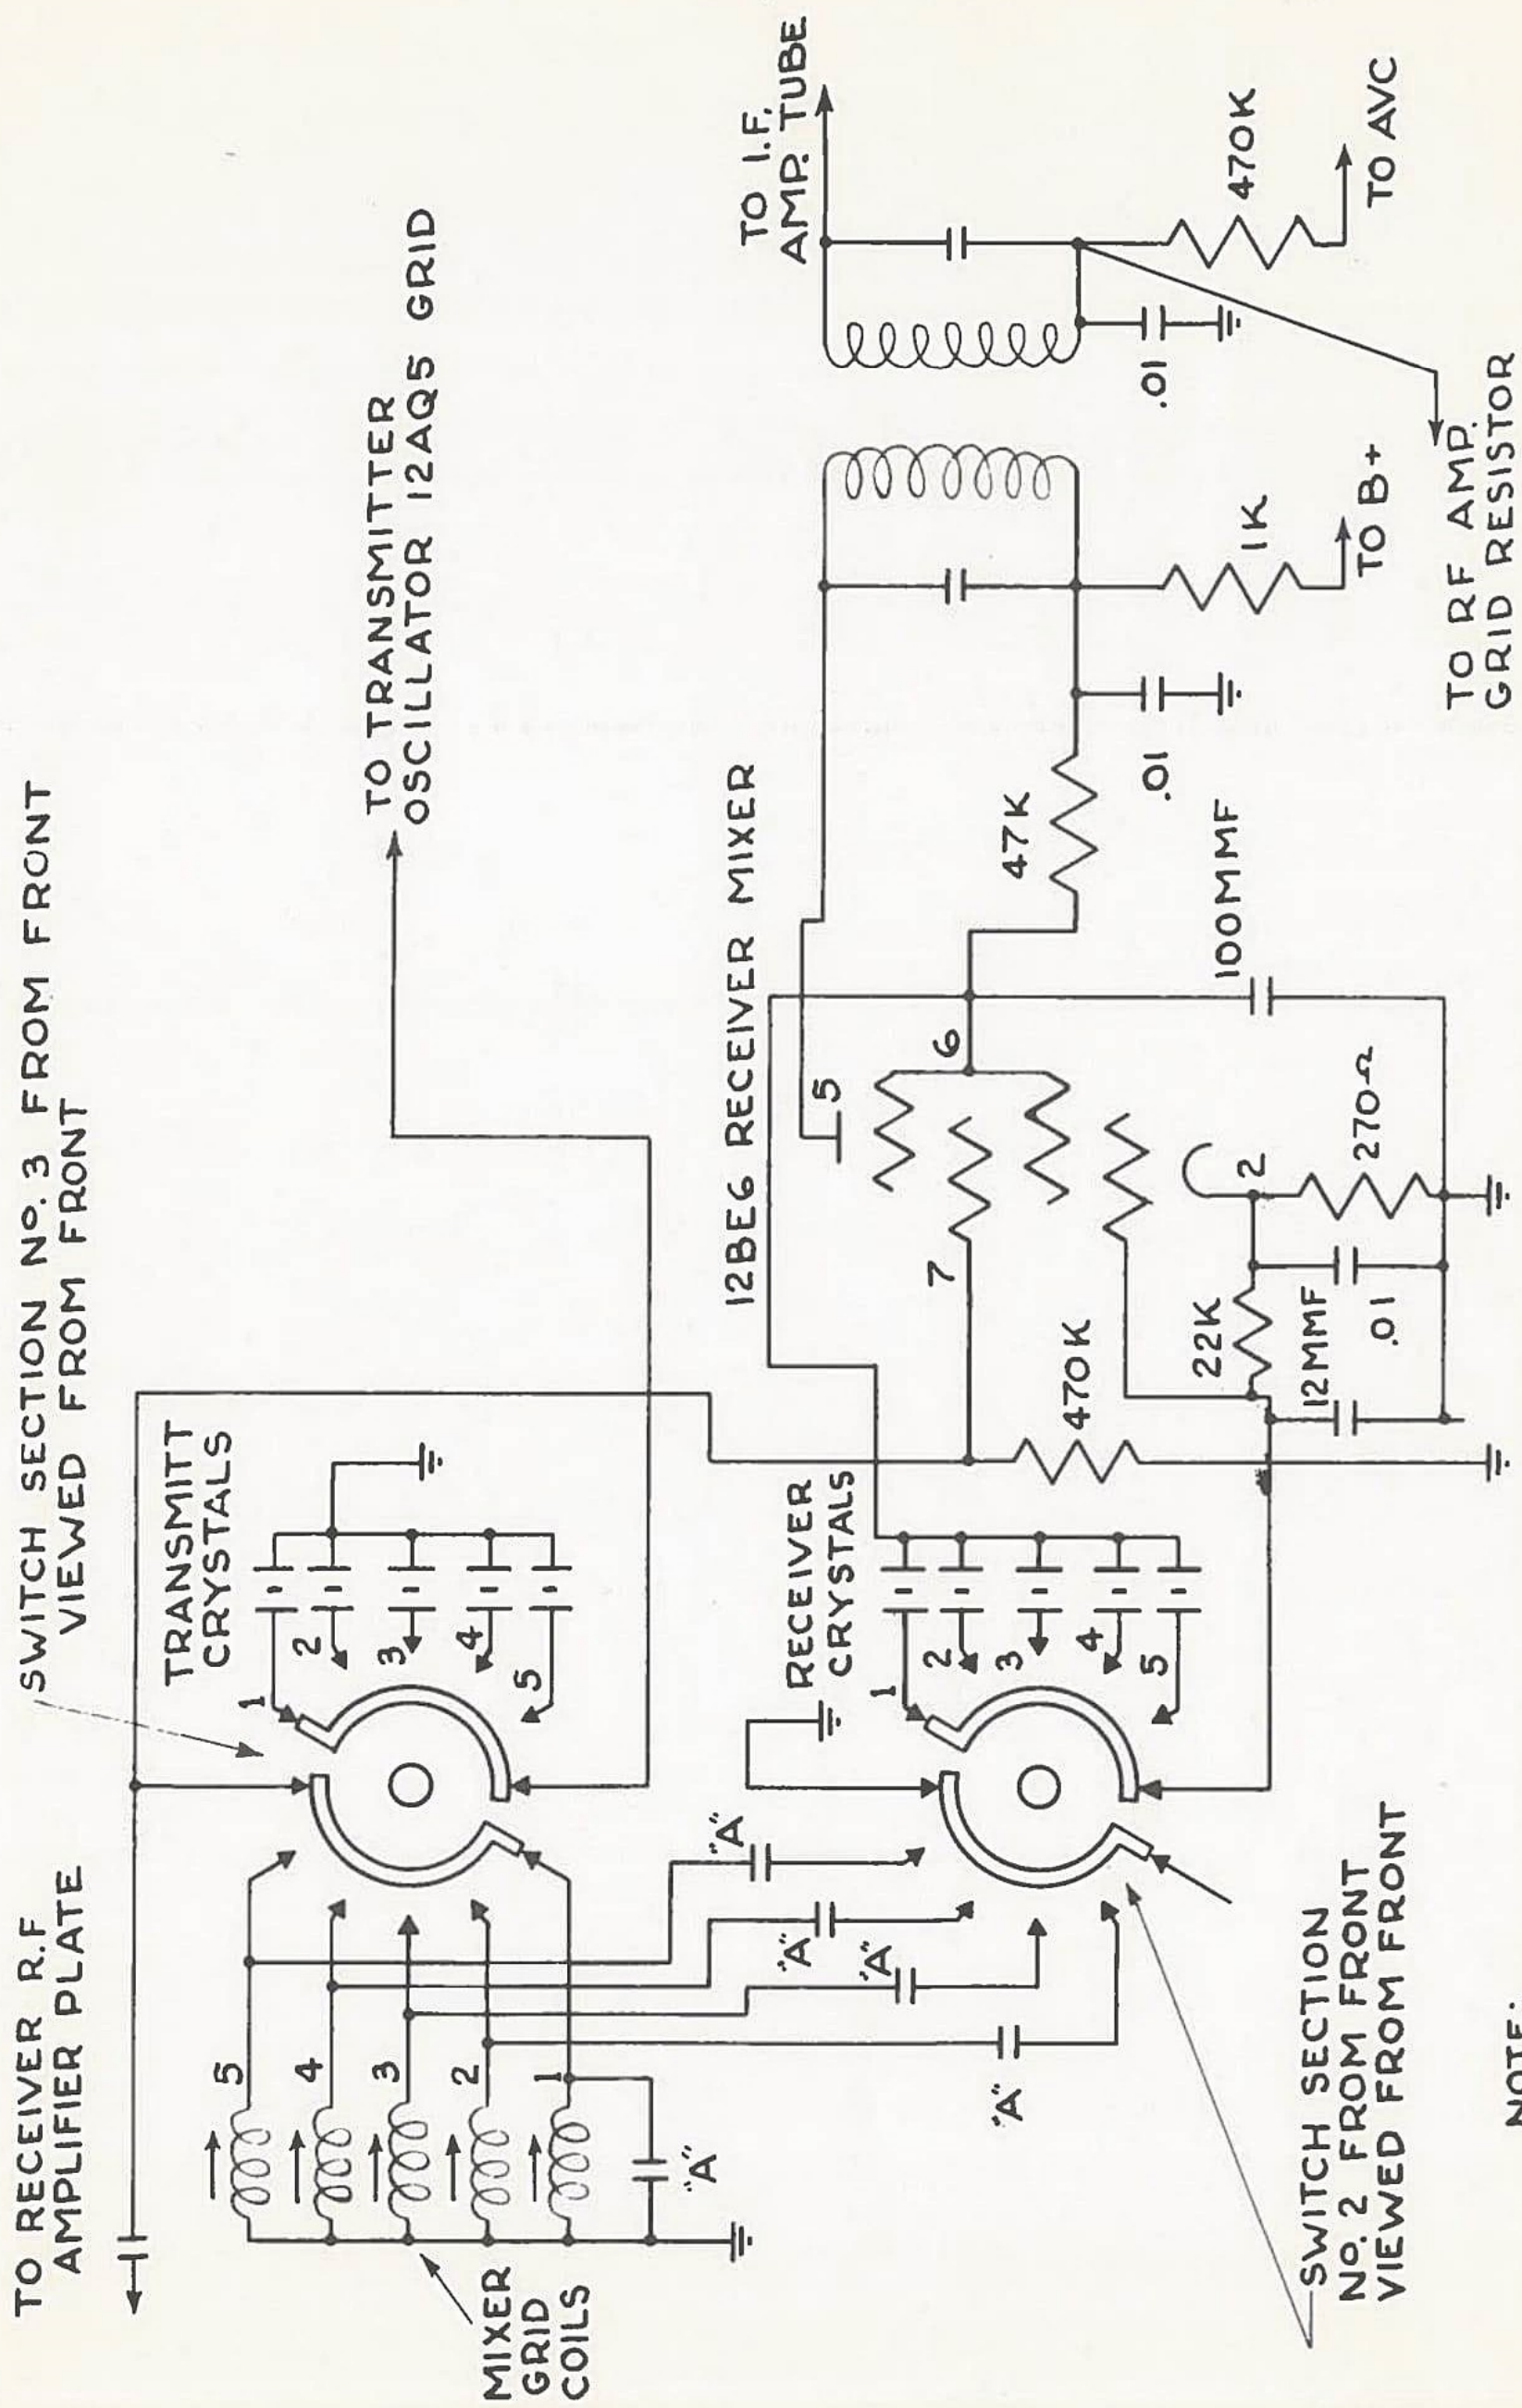 SWITCH SECTION No. 3 FROM FRONT
VIEWED FROM FRONT
TO RECEIVER R.F
AMPLIFIER PLATE
TRANSMITT
CRYSTALS
1
2
3
4
5
TO TRANSMITTER
OSCILLATOR 12AQ5 GRID
5
4
3
2
1
"A"
MIXER
GRID
COILS
"A"
"A"
"A"
"A"
RECEIVER
CRYSTALS
1
2
3
4
5
SWITCH SECTION
No. 2 FROM FRONT
VIEWED FROM FRONT
12BE6 RECEIVER MIXER
5
6
7
2
470K
22K
12MMF
.01
270Ω
100MMF
47K
.01
1K
TO B+
TO I.F.
AMP. TUBE
.01
470K
TO AVC
TO RF AMP.
GRID RESISTOR
NOTE: